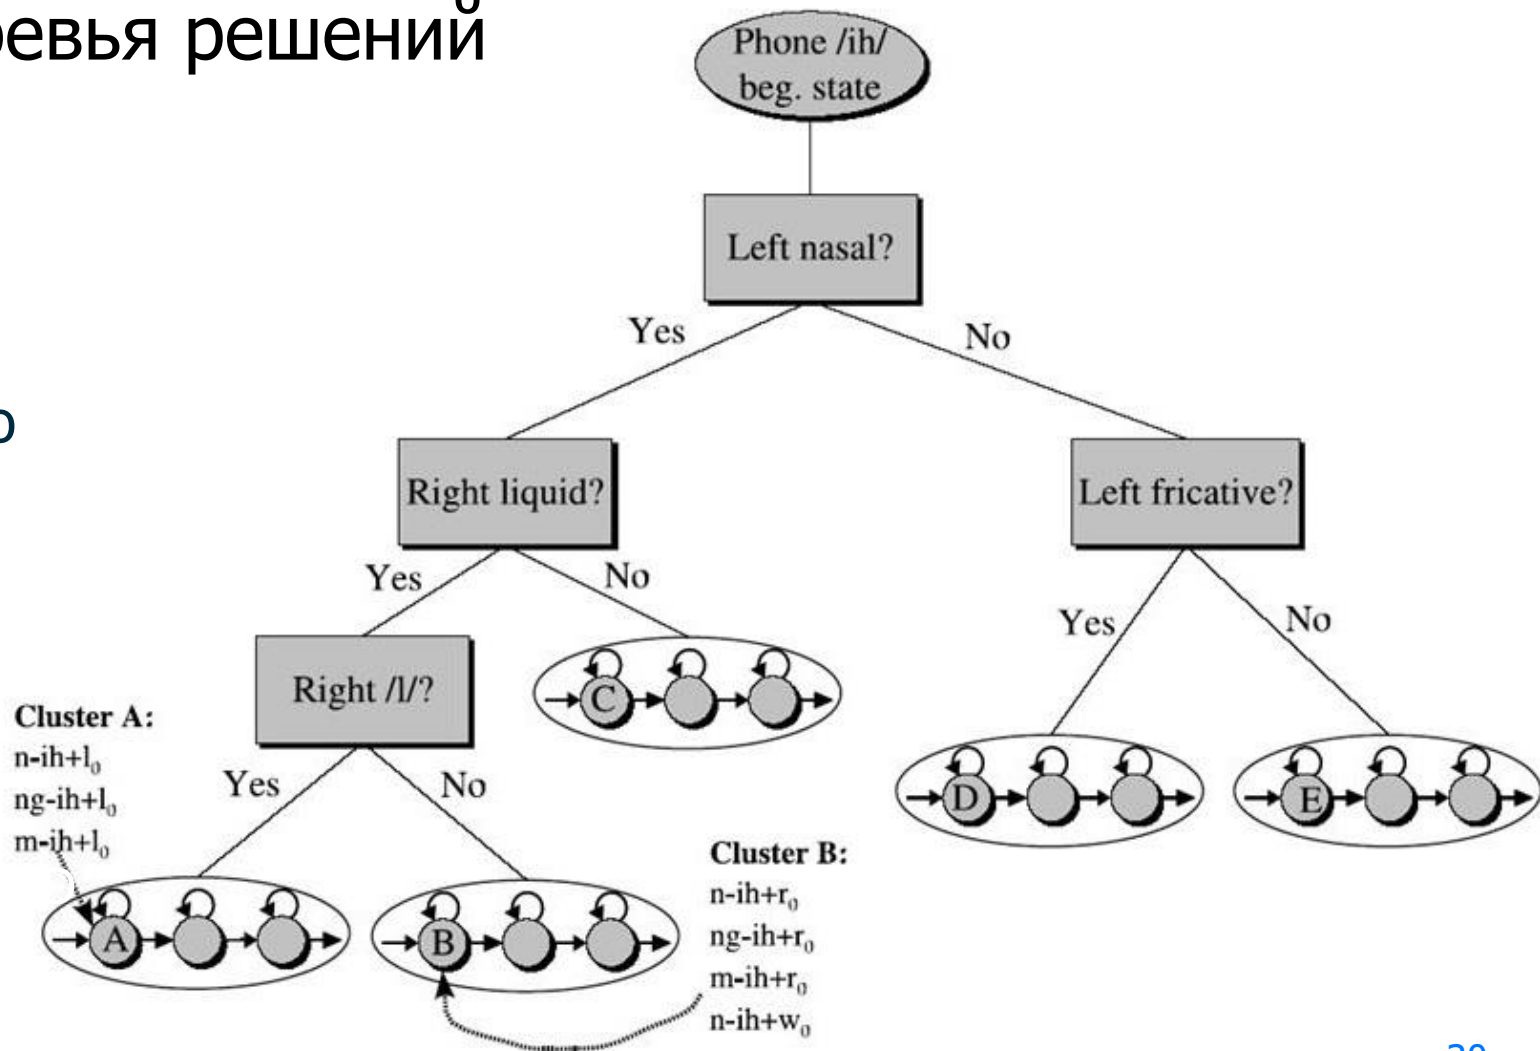 ревья решений
Phone /ih/
beg. state
Left nasal?
Yes
No
Right liquid?
Left fricative?
Yes
No
Yes
No
Right /l/?
C
Cluster A:
n-ih+l₀
ng-ih+l₀
m-ih+l₀
Yes
No
D
E
A
B
Cluster B:
n-ih+r₀
ng-ih+r₀
m-ih+r₀
n-ih+w₀